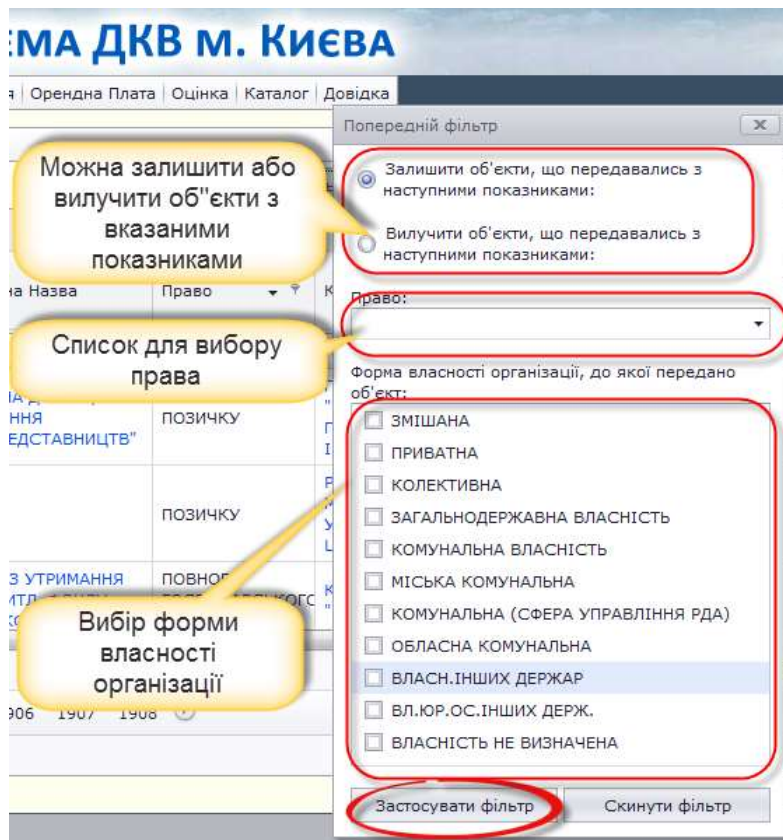 ЕМА ДКВ м. Києва
я Орендна Плата Оцінка Каталог Довідка
Попередній фільтр
Можна залишити або
вилучити об"єкти з
вказаними
показниками
Залишити об'єкти, що передавались з
наступними показниками:
Вилучити об'єкти, що передавались з
наступними показниками:
на Назва
Право
К
Право:
Список для вибору
права
Форма власності організації, до якої передано
об'єкт:
ННЯ
ЕДСТАВНИЦТВ"
ПОЗИЧКУ
ПОЗИЧКУ
З УТРИМАННЯ
ЗМІШАНА
ПРИВАТНА
КОЛЕКТИВНА
ЗАГАЛЬНОДЕРЖАВНА ВЛАСНІСТЬ
КОМУНАЛЬНА ВЛАСНІСТЬ
МІСЬКА КОМУНАЛЬНА
КОМУНАЛЬНА (СФЕРА УПРАВЛІННЯ РДА)
ОБЛАСНА КОМУНАЛЬНА
ВЛАСН.ІНШИХ ДЕРЖАР
ВЛ.ЮР.ОС.ІНШИХ ДЕРЖ.
ВЛАСНІСТЬ НЕ ВИЗНАЧЕНА
Вибір форми
власності
організації
906 1907 1908
Застосувати фільтр
Скинути фільтр